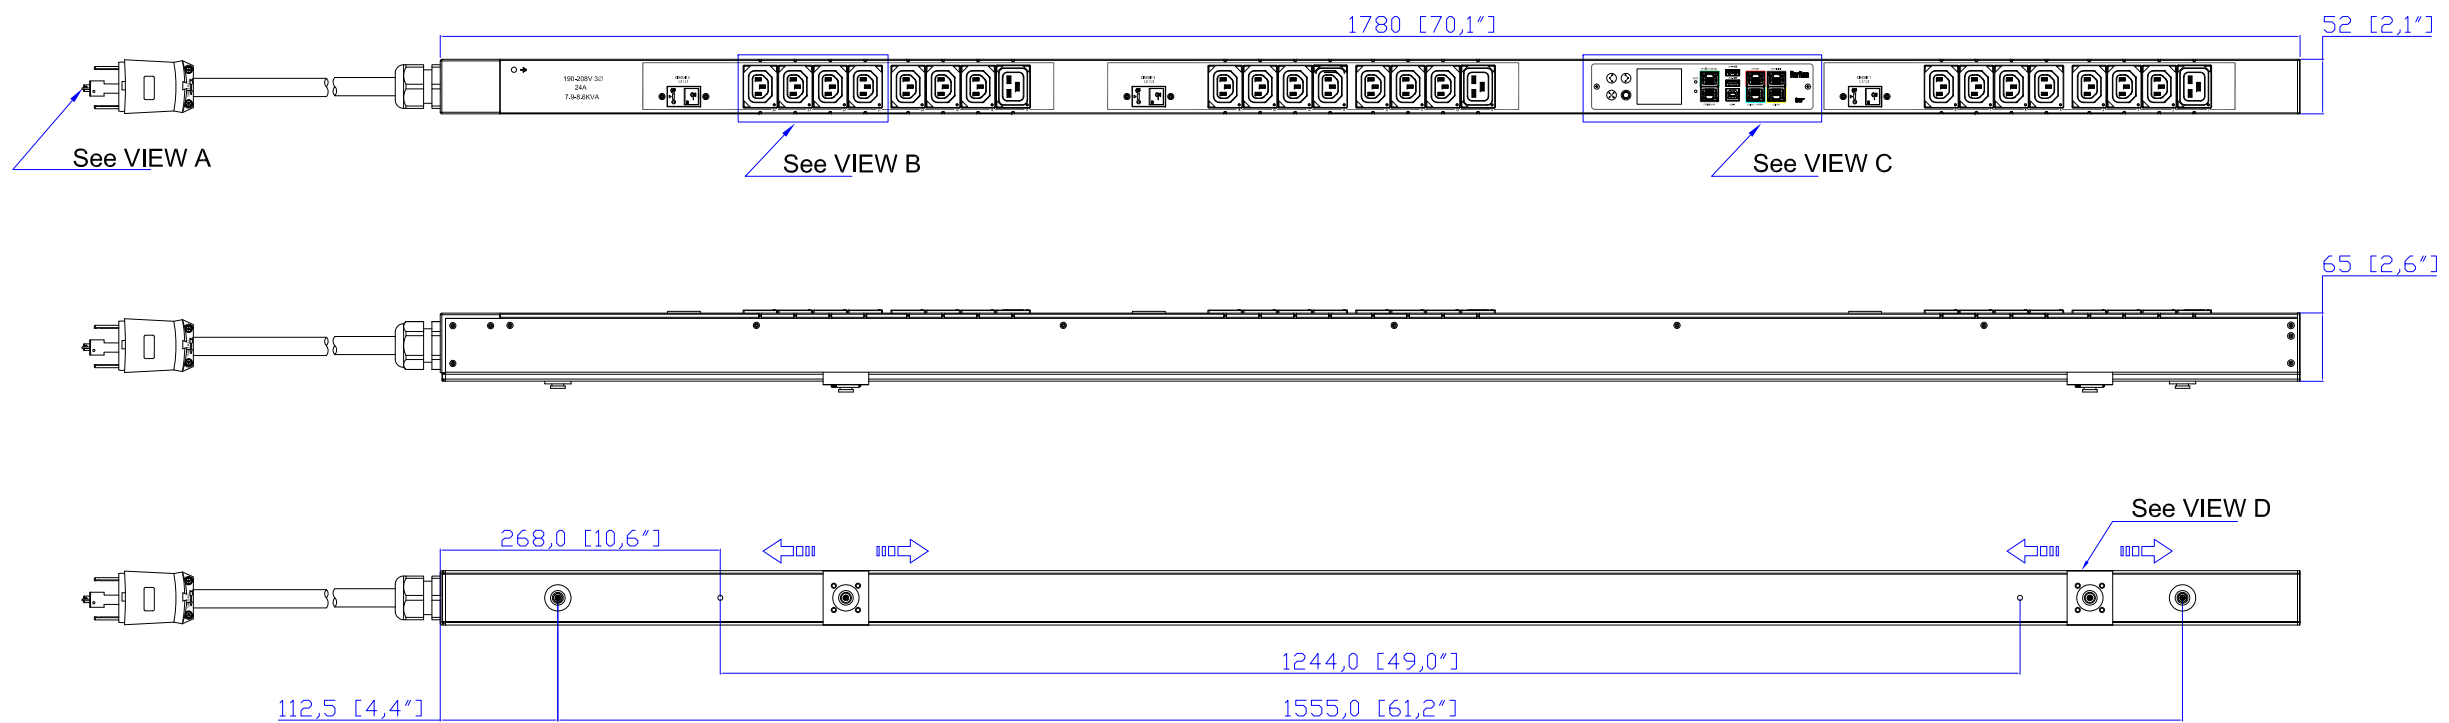 1780 [70,1″]
52 [2,1″]
190-208V 3Ø
24A
7.9-8.6KVA
Raritan
See VIEW A
See VIEW B
See VIEW C
65 [2,6″]
See VIEW D
268,0 [10,6″]
1244,0 [49,0″]
112,5 [4,4″]
1555,0 [61,2″]